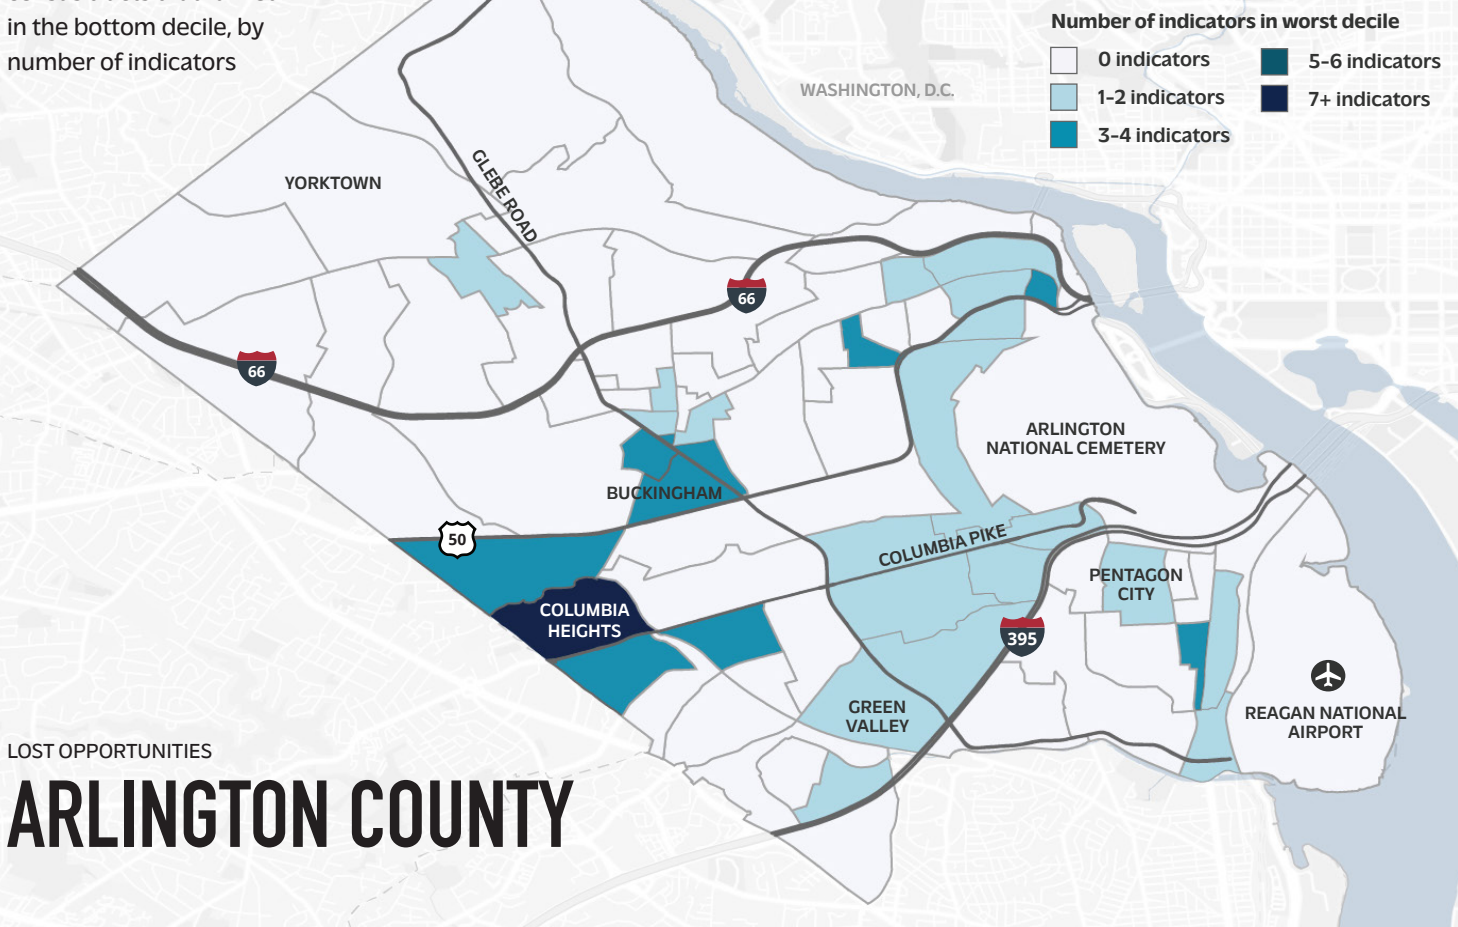 in the bottom decile, by
number of indicators
Number of indicators in worst decile
0 indicators
1-2 indicators
3-4 indicators
5-6 indicators
7+ indicators
WASHINGTON, D.C.
YORKTOWN
GLEBE ROAD
66
66
ARLINGTON
NATIONAL CEMETERY
BUCKINGHAM
50
COLUMBIA PIKE
PENTAGON
CITY
COLUMBIA
HEIGHTS
395
GREEN
VALLEY
REAGAN NATIONAL
AIRPORT
LOST OPPORTUNITIES
ARLINGTON COUNTY